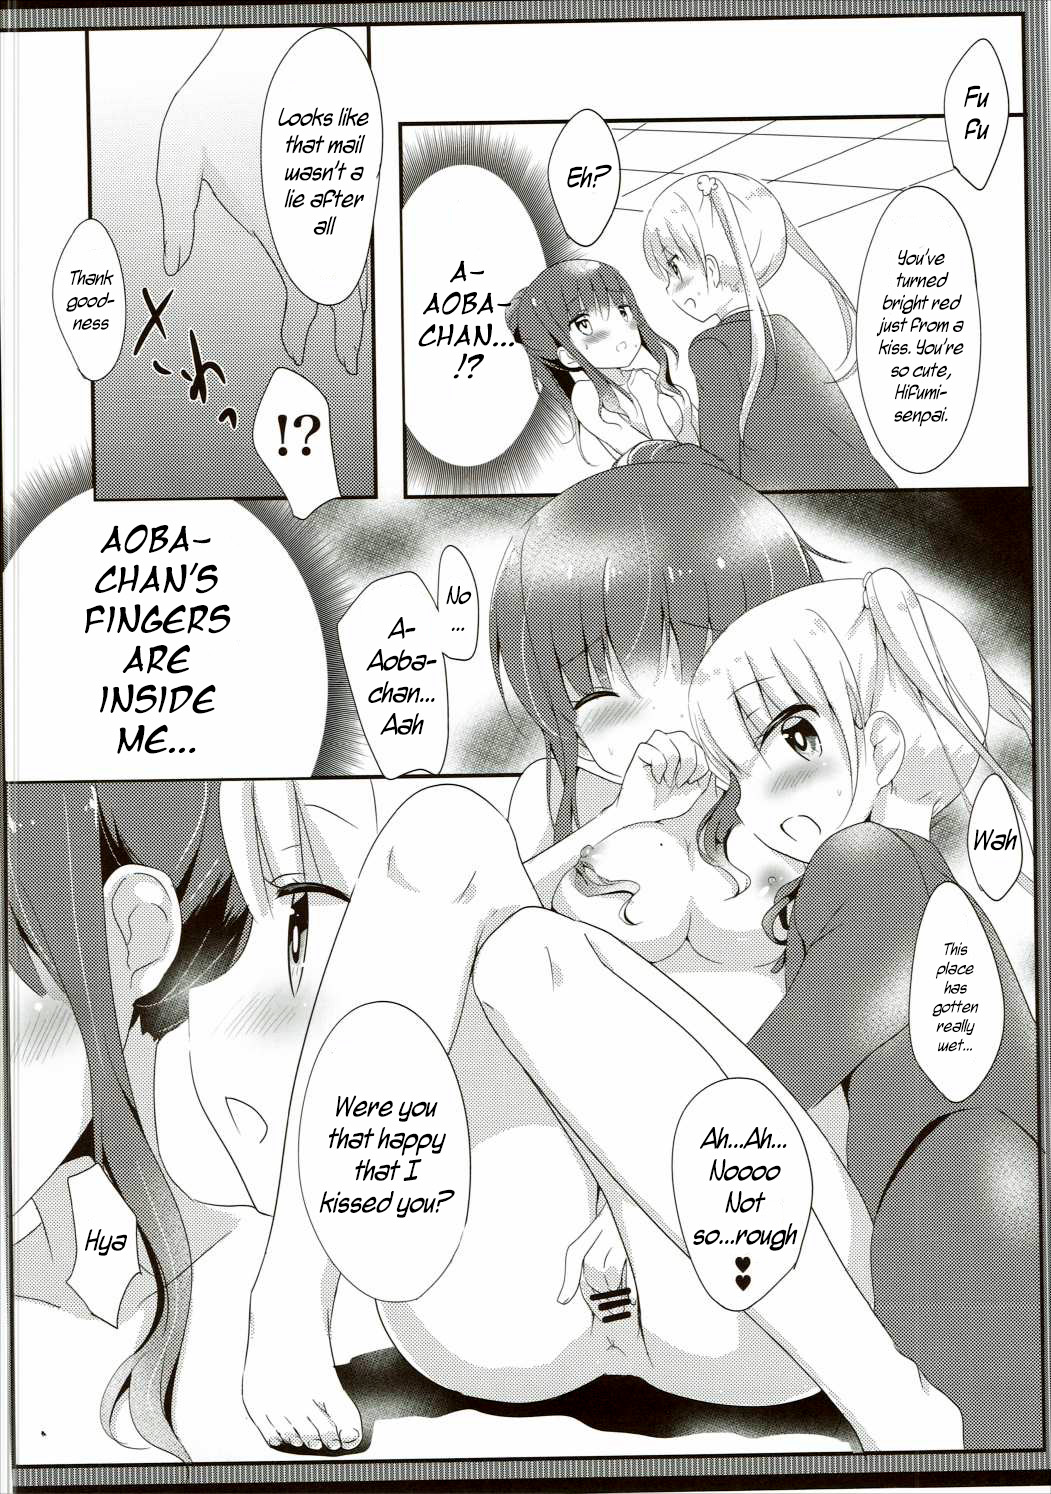 Fu
fu
You've
turned
bright red
just from a
kiss. You're
so cute,
Hifumi-
senpai.
Eh?
A-
AOBA-
CHAN...
!?
Looks like
that mail
wasn't a
lie after
all
Thank
good-
ness
!?
Wah
This
place
has
gotten
really
wet...
No
...
A-
Aoba-
chan...
Aah
AOBA-
CHAN'S
FINGERS
ARE
INSIDE
ME...
Ah...Ah...
Noooo
Not
so...rough
♥
♥
Were you
that happy
that I
kissed you?
Hya